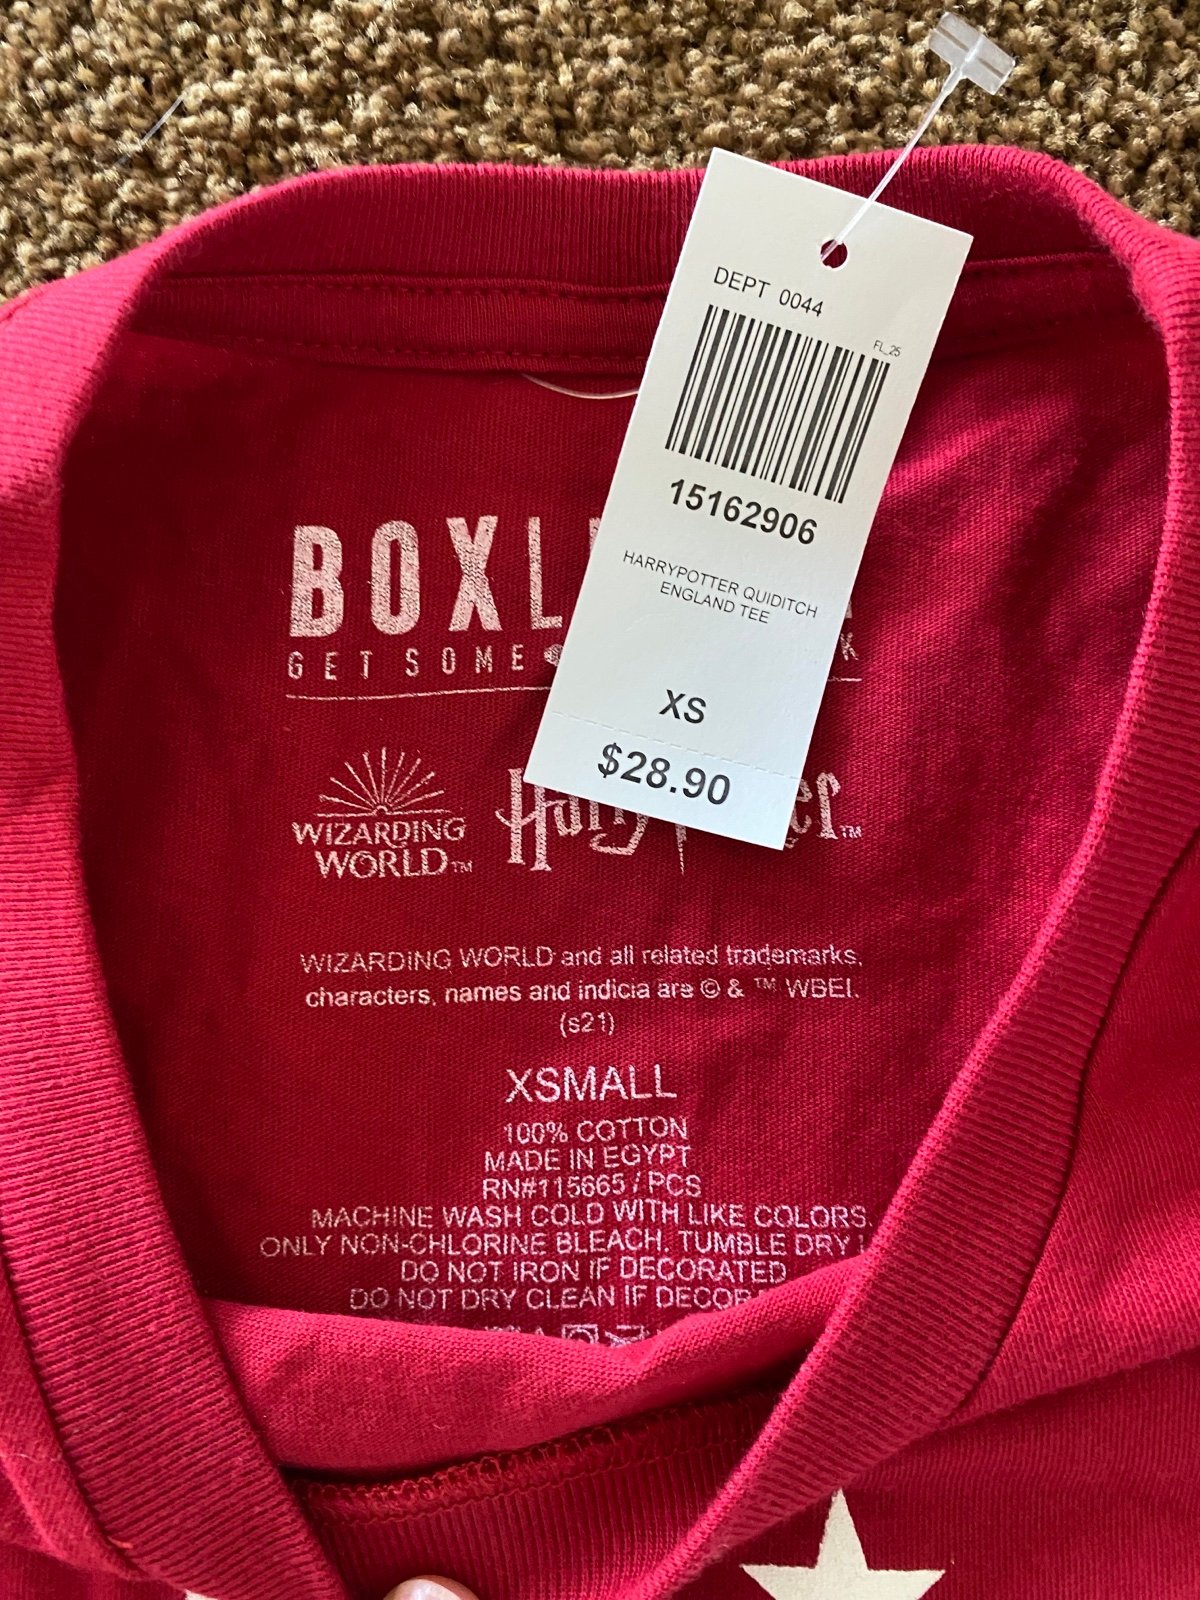 DEPT 0044
FL_25
15162906
HARRYPOTTER QUIDITCH
ENGLAND TEE
XS
$28.90
GET SOME
WIZARDING
WORLD™
Harry
™
WIZARDING WORLD and all related trademarks,
characters, names and indicia are © & ™ WBEI.
(s21)
XSMALL
100% COTTON
MADE IN EGYPT
RN#115665 / PCS
MACHINE WASH COLD WITH LIKE COLORS.
ONLY NON-CHLORINE BLEACH. TUMBLE DRY
DO NOT IRON IF DECORATED
DO NOT DRY CLEAN IF